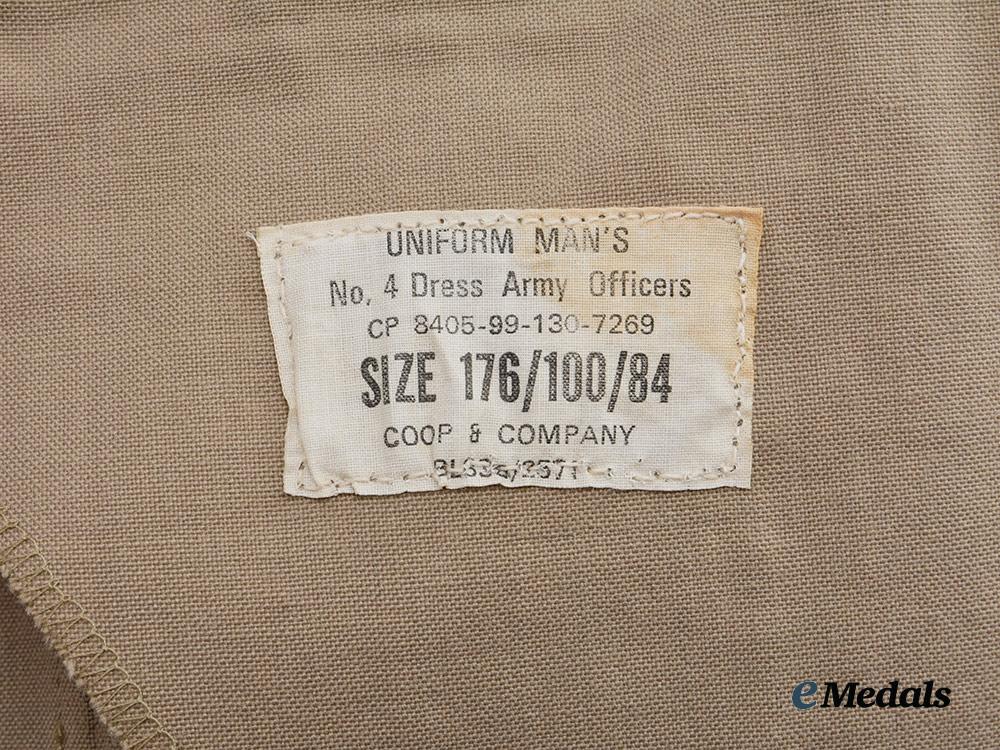 UNIFORM MAN'S
No. 4 Dress Army Officers
CP 8405-99-130-7269
SIZE 176/100/84
COOP & COMPANY
eMedals